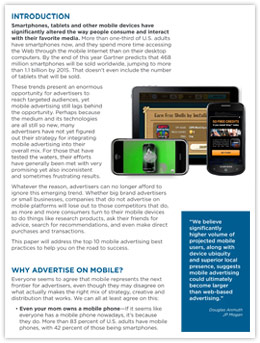 INTRODUCTION
Smartphones, tablets and other mobile devices have
significantly altered the way people consume and interact
with their favorite media. More than one-third of U.S. adults
have smartphones now, and they spend more time accessing
the Web through the mobile Internet than on their desktop
computers. By the end of this year Gartner predicts that 468
million smartphones will be sold worldwide, jumping to more
than 1.1 billion by 2015. That doesn't even include the number
of tablets that will be sold.
These trends present an enormous
opportunity for advertisers to
reach targeted audiences, yet
mobile advertising still lags behind
the opportunity. Perhaps because
the medium and its technologies
are all still so new, many
advertisers have not yet figured
out their strategy for integrating
mobile advertising into their
overall mix. For those that have
tested the waters, their efforts
have generally been met with very
promising yet also inconsistent
and sometimes frustrating results.
Whatever the reason, advertisers can no longer afford to
ignore this emerging trend. Whether big brand advertisers
or small businesses, companies that do not advertise on
mobile platforms will lose out to those competitors that do,
as more and more consumers turn to their mobile devices
to do things like research products, ask their friends for
advice, search for recommendations, and even make direct
purchases and transactions.
This paper will address the top 10 mobile advertising best
practices to help you on the road to success.
WHY ADVERTISE ON MOBILE?
Everyone seems to agree that mobile represents the next
frontier for advertisers, even though they may disagree on
what actually makes the right mix of strategy, creative and
distribution that works. We can all at least agree on this:
• Even your mom owns a mobile phone—If it seems like
everyone has a mobile phone nowadays, it's because
they do. More than 83 percent of U.S. adults have mobile
phones, with 42 percent of those being smartphones.
"We believe
significantly higher
volume of projected
mobile users,
along with device
ubiquity and
superior local
presence, suggests
mobile advertising
could ultimately
become larger
than web-based
advertising."
Douglas Anmuth
JP Morgan